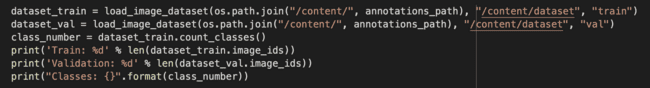 dataset_train = load_image_dataset(os.path.join("/content/", annotations_path), "/content/dataset", "train")
dataset_val = load_image_dataset(os.path.join("/content/", annotations_path), "/content/dataset", "val")
class_number = dataset_train.count_classes()
print('Train: %d' % len(dataset_train.image_ids))
print('Validation: %d' % len(dataset_val.image_ids))
print("Classes: {}".format(class_number))